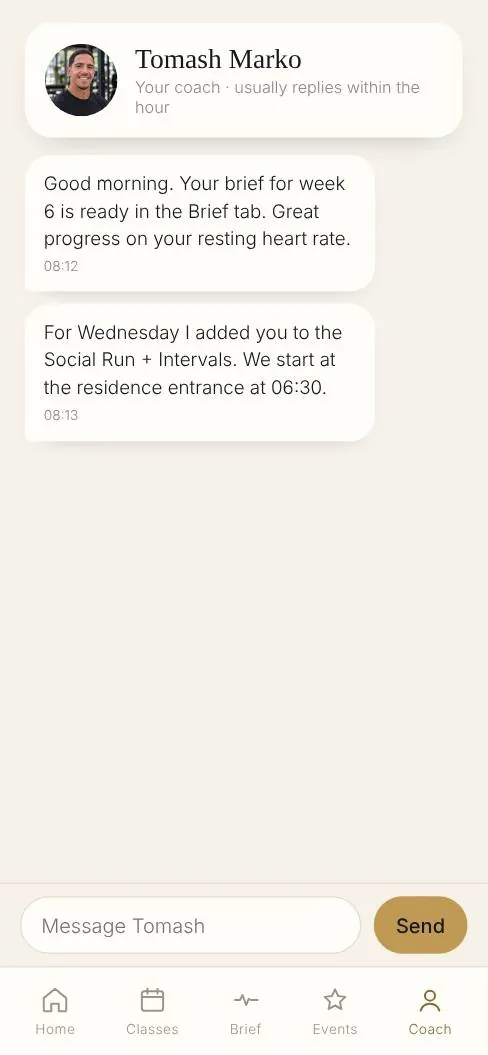 Tomash Marko
Your coach · usually replies within the
hour
Good morning. Your brief for week
6 is ready in the Brief tab. Great
progress on your resting heart rate.
08:12
For Wednesday I added you to the
Social Run + Intervals. We start at
the residence entrance at 06:30.
08:13
Message Tomash
Send
Home
Classes
Brief
Events
Coach